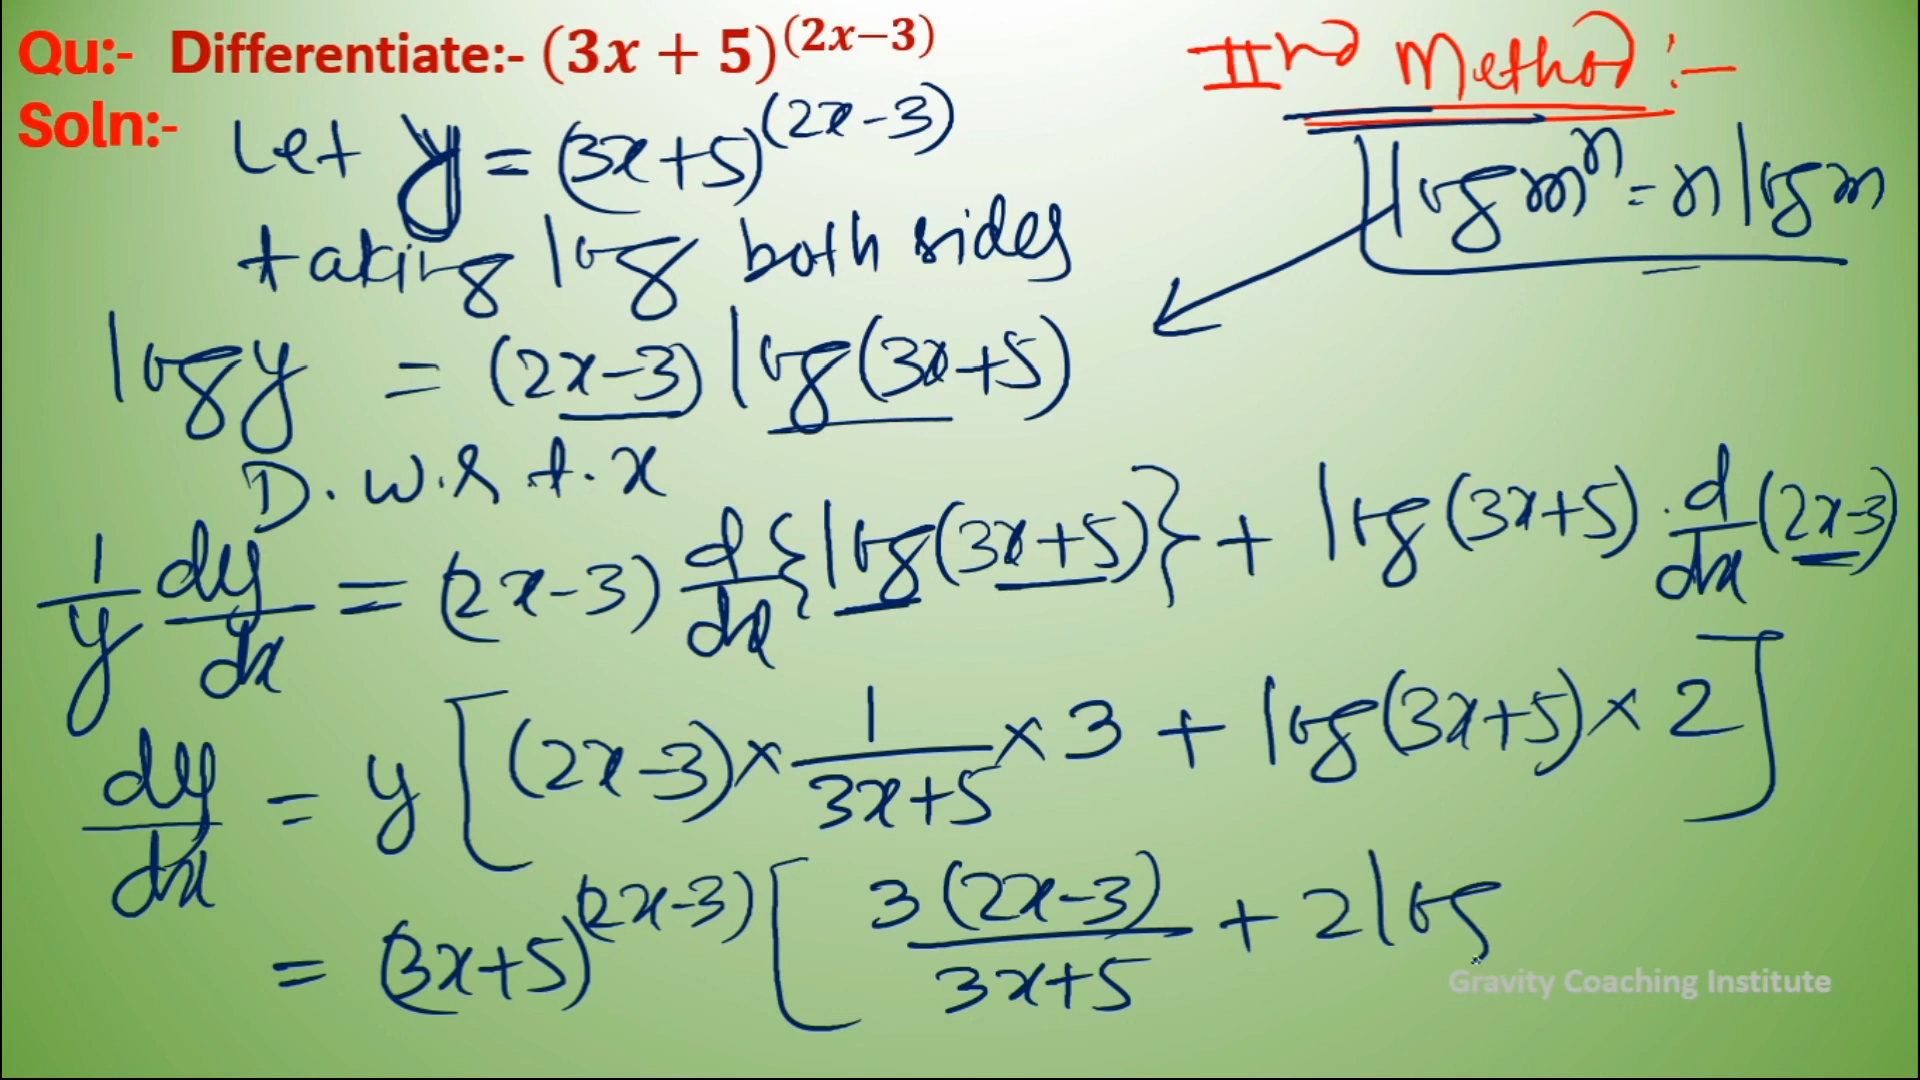 Qu:- Differentiate:- (3x + 5)^(2x−3)
IInd Method :-
Soln:- Let y = (3x+5)^(2x-3)
log m^n = n log m
taking log both sides
log y = (2x-3) log(3x+5)
D. w.r.t. x
1/y dy/dx = (2x-3) d/dx {log(3x+5)} + log(3x+5) . d/dx (2x-3)
dy/dx = y [(2x-3) × 1/(3x+5) × 3 + log(3x+5) × 2]
= (3x+5)^(2x-3) [ 3(2x-3)/(3x+5) + 2 log
Gravity Coaching Institute